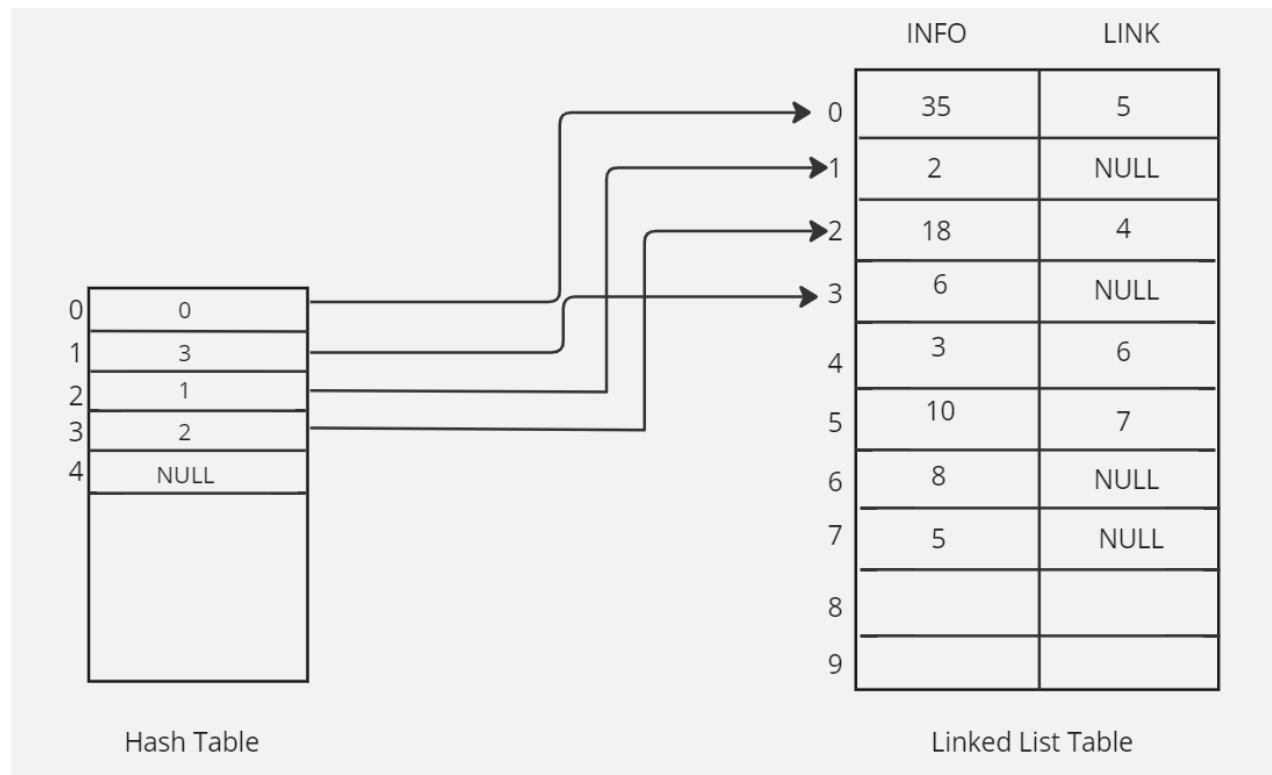 INFO LINK
0 35 5
1 2 NULL
2 18 4
3 6 NULL
4 3 6
5 10 7
6 8 NULL
7 5 NULL
8
9
0 0
1 3
2 1
3 2
4 NULL
Hash Table
Linked List Table